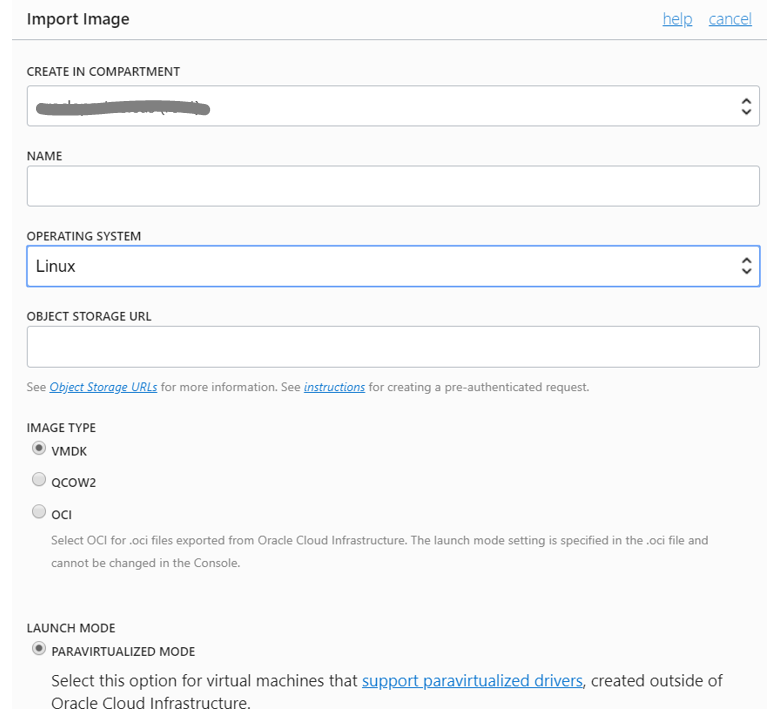 Import Image help cancel
CREATE IN COMPARTMENT
NAME
OPERATING SYSTEM
Linux
OBJECT STORAGE URL
See Object Storage URLs for more information. See instructions for creating a pre-authenticated request.
IMAGE TYPE
VMDK
QCOW2
OCI
Select OCI for .oci files exported from Oracle Cloud Infrastructure. The launch mode setting is specified in the .oci file and
cannot be changed in the Console.
LAUNCH MODE
PARAVIRTUALIZED MODE
Select this option for virtual machines that support paravirtualized drivers, created outside of
Oracle Cloud Infrastructure.